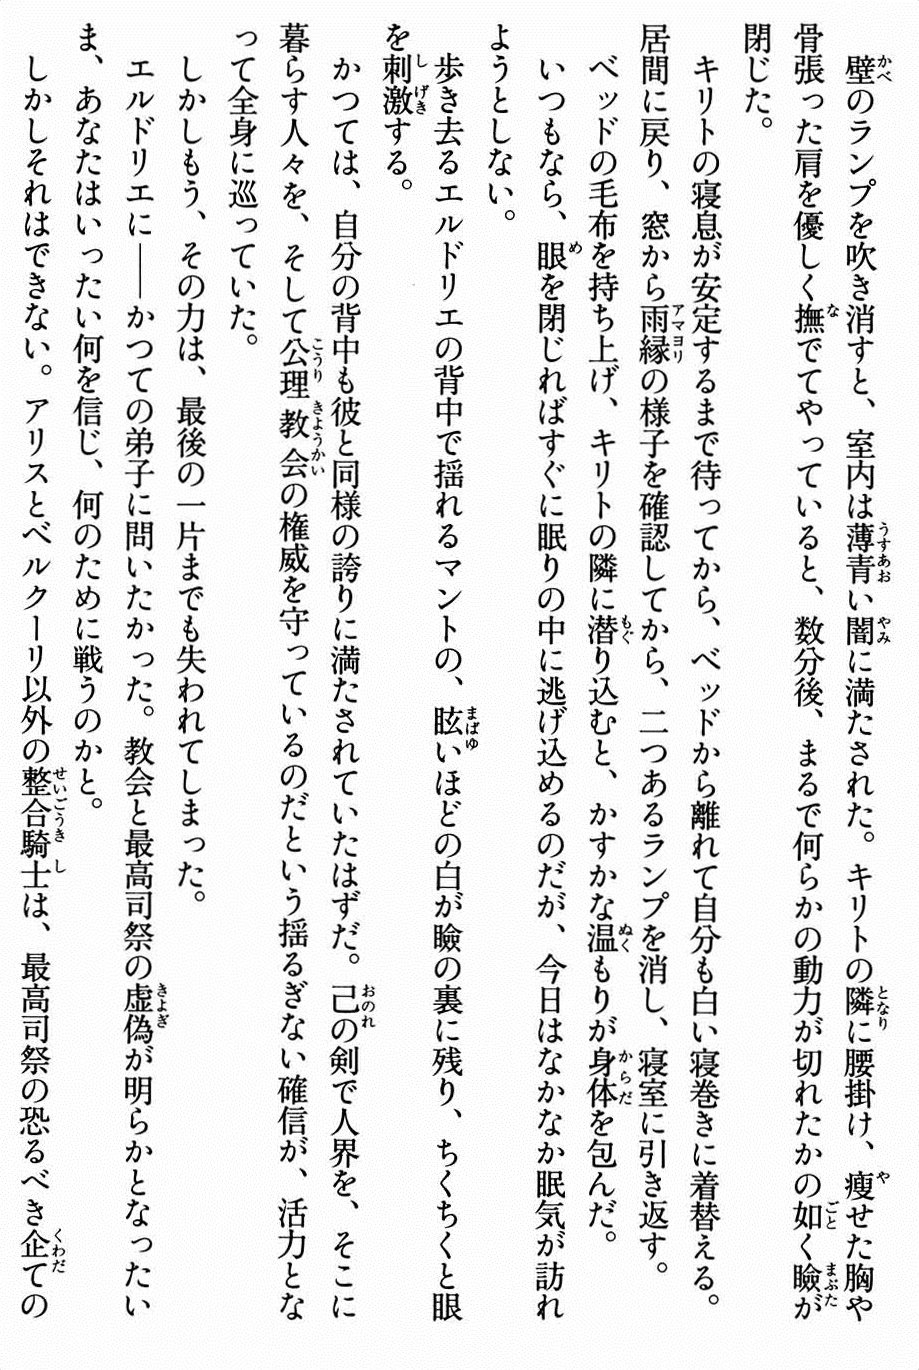 壁のランプを吹き消すと、室内は薄青い闇に満たされた。キリトの隣に腰掛け、瘦せた胸や
骨張った肩を優しく撫でてやっていると、数分後、まるで何らかの動力が切れたかの如く瞼が
閉じた。
キリトの寝息が安定するまで待ってから、ベッドから離れて自分も白い寝巻きに着替える。
居間に戻り、窓から雨縁の様子を確認してから、二つあるランプを消し、寝室に引き返す。
ベッドの毛布を持ち上げ、キリトの隣に潜り込むと、かすかな温もりが身体を包んだ。
いつもなら、眼を閉じればすぐに眠りの中に逃げ込めるのだが、今日はなかなか眠気が訪れ
ようとしない。
歩き去るエルドリエの背中で揺れるマントの、眩いほどの白が瞼の裏に残り、ちくちくと眼
を刺激する。
かつては、自分の背中も彼と同様の誇りに満たされていたはずだ。己の剣で人界を、そこに
暮らす人々を、そして公理教会の権威を守っているのだという揺るぎない確信が、活力とな
って全身に巡っていた。
しかしもう、その力は、最後の一片までも失われてしまった。
エルドリエに――かつての弟子に問いたかった。教会と最高司祭の虚偽が明らかとなったい
ま、あなたはいったい何を信じ、何のために戦うのかと。
しかしそれはできない。アリスとベルクーリ以外の整合騎士は、最高司祭の恐るべき企ての